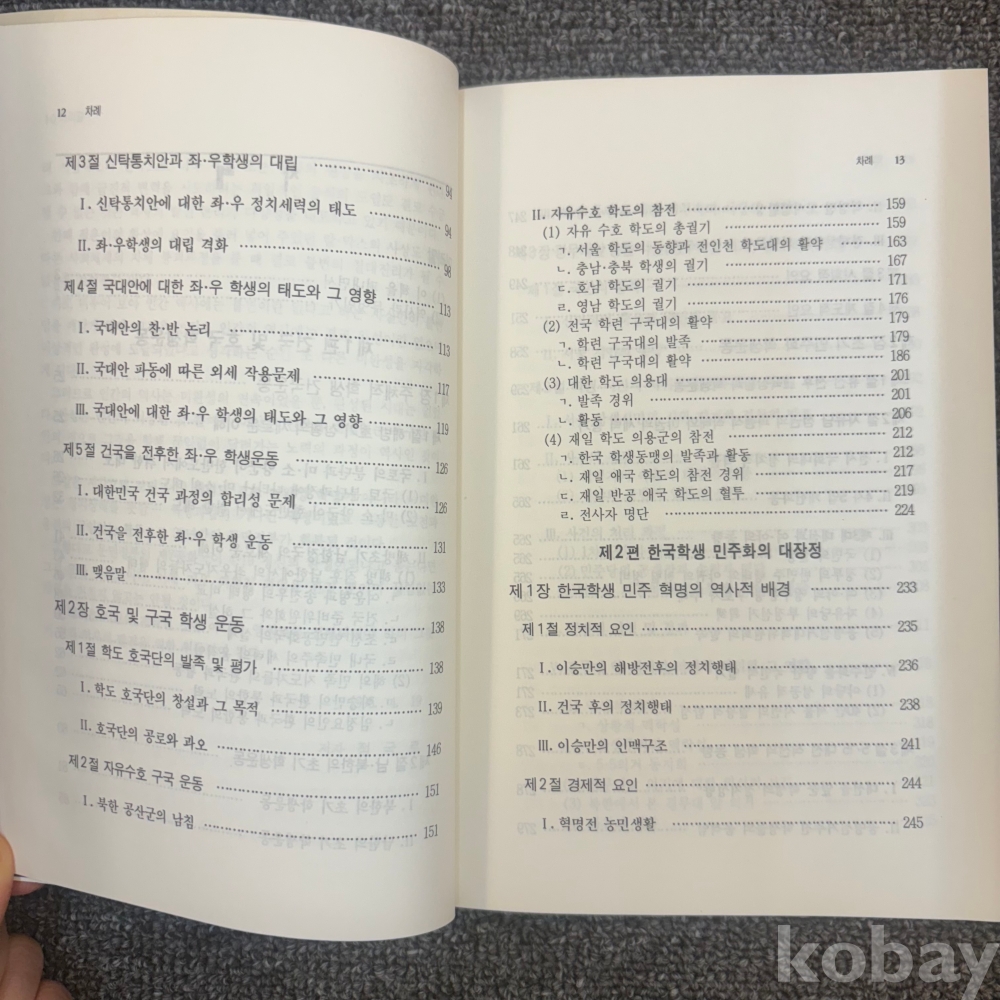 12 차례
제3절 신탁통치안과 좌·우학생의 대립 94
Ⅰ. 신탁통치안에 대한 좌·우 정치세력의 태도 94
Ⅱ. 좌·우학생의 대립 격화 98
제4절 국대안에 대한 좌·우 학생의 태도와 그 영향 113
Ⅰ. 국대안의 찬·반 논리 113
Ⅱ. 국대안 파동에 따른 외세 작용문제 117
Ⅲ. 국대안에 대한 좌·우 학생의 태도와 그 영향 119
제5절 건국을 전후한 좌·우 학생운동 126
Ⅰ. 대한민국 건국 과정의 합리성 문제 126
Ⅱ. 건국을 전후한 좌·우 학생 운동 131
Ⅲ. 맺음말 133
제2장 호국 및 구국 학생 운동 138
제1절 학도 호국단의 발족 및 평가 138
Ⅰ. 학도 호국단의 창설과 그 목적 139
Ⅱ. 호국단의 공로와 과오 146
제2절 자유수호 구국 운동 151
Ⅰ. 북한 공산군의 남침 151
차례 13
Ⅱ. 자유수호 학도의 참전 159
(1) 자유 수호 학도의 총궐기 159
ㄱ. 서울 학도의 동향과 전인천 학도대의 활약 163
ㄴ. 충남·충북 학생의 궐기 167
ㄷ. 호남 학도의 궐기 171
ㄹ. 영남 학도의 궐기 176
(2) 전국 학련 구국대의 활약 179
ㄱ. 학련 구국대의 발족 179
ㄴ. 학련 구국대의 활약 186
(3) 대한 학도 의용대 201
ㄱ. 발족 경위 201
ㄴ. 활동 206
(4) 재일 학도 의용군의 참전 212
ㄱ. 한국 학생동맹의 발족과 활동 212
ㄴ. 재일 애국 학도의 참전 경위 217
ㄷ. 재일 반공 애국 학도의 혈투 219
ㄹ. 전사자 명단 224
제2편 한국학생 민주화의 대장정
제1장 한국학생 민주 혁명의 역사적 배경 233
제1절 정치적 요인 235
Ⅰ. 이승만의 해방전후의 정치행태 236
Ⅱ. 건국 후의 정치행태 238
Ⅲ. 이승만의 인맥구조 241
제2절 경제적 요인 244
Ⅰ. 혁명전 농민생활 245
kobay